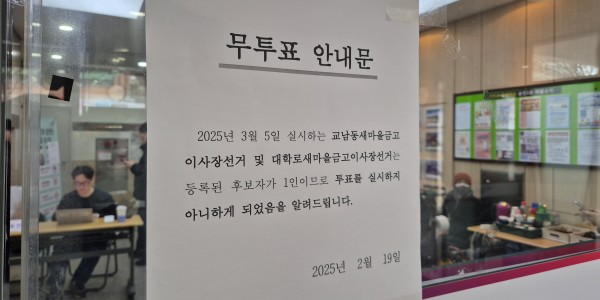 무투표 안내문
2025년 3월 5일 실시하는 교남동새마을금고
이사장선거 및 대학로새마을금고이사장선거는
등록된 후보자가 1인이므로 투표를 실시하지
아니하게 되었음을 알려드립니다.
2025년 2월 19일